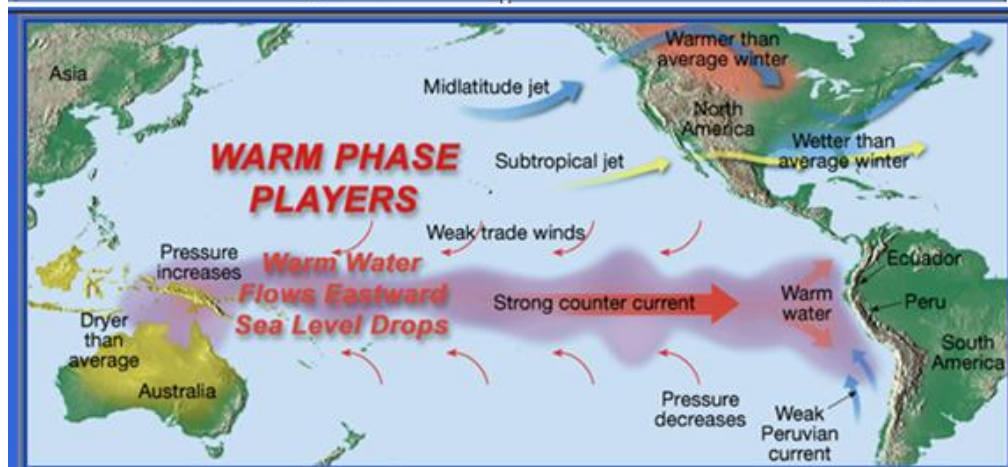 Asia
Midlatitude jet
Warmer than
average winter
North
America
WARM PHASE
PLAYERS
Subtropical jet
Wetter than
average winter
Weak trade winds
Pressure
increases
Warm Water
Flows Eastward
Sea Level Drops
Strong counter current
Warm
water
Ecuador
Peru
South
America
Dryer
than
average
Australia
Pressure
decreases
Weak
Peruvian
current